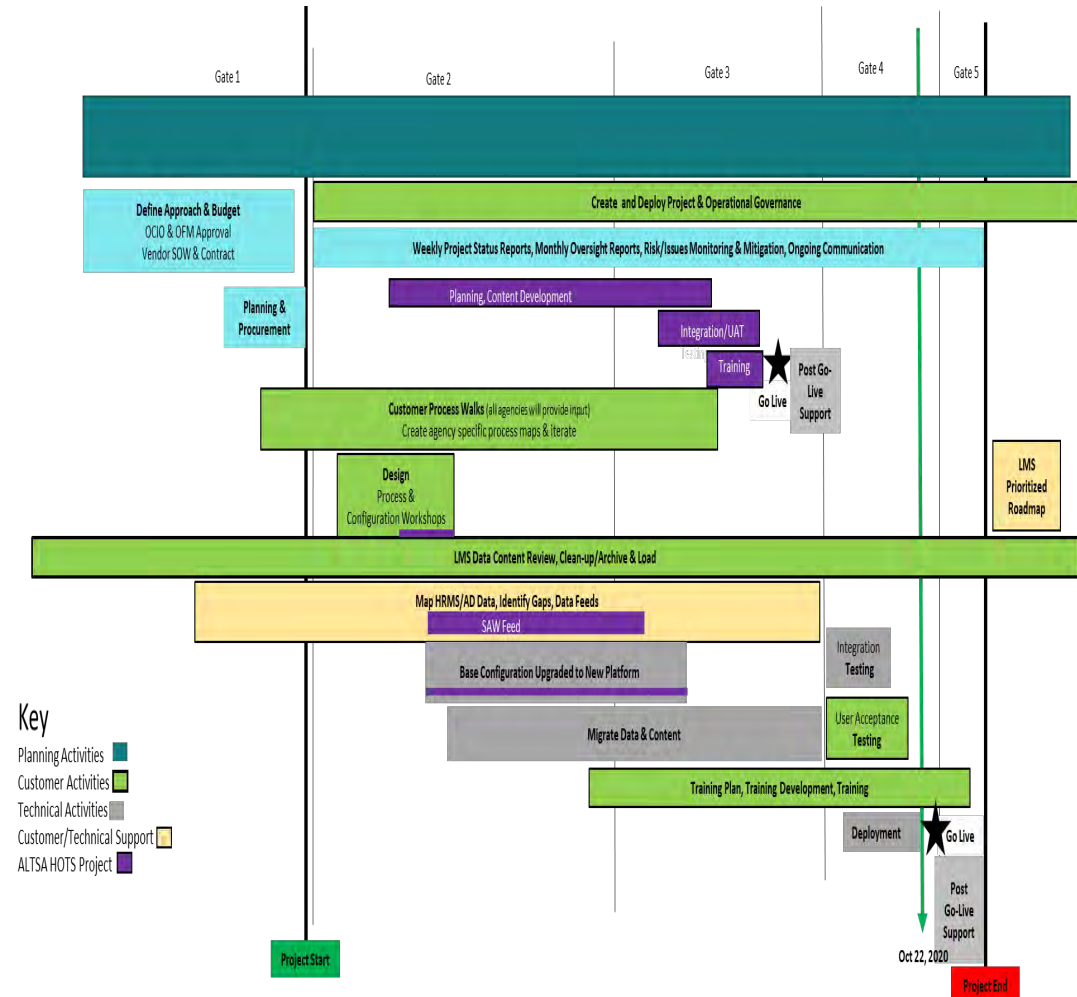 Gate 1
Gate 2
Gate 3
Gate 4
Gate 5
Define Approach & Budget
OCIO & OFM Approval
Vendor SOW & Contract
Create and Deploy Project & Operational Governance
Weekly Project Status Reports, Monthly Oversight Reports, Risk/Issues Monitoring & Mitigation, Ongoing Communication
Planning &
Procurement
Planning, Content Development
Integration/UAT
Training
Go Live
Post Go-
Live
Support
Customer Process Walks (all agencies will provide input)
Create agency specific process maps & iterate
Design
Process &
Configuration Workshops
LMS
Prioritized
Roadmap
LMS Data Content Review, Clean-up/Archive & Load
Map HRMS/AD Data, Identify Gaps, Data Feeds
SAW Feed
Integration
Testing
Base Configuration Upgraded to New Platform
User Acceptance
Testing
Migrate Data & Content
Training Plan, Training Development, Training
Deployment
Go Live
Post
Go-Live
Support
Key
Planning Activities
Customer Activities
Technical Activities
Customer/Technical Support
ALTSA HOTS Project
Project Start
Oct 22, 2020
Project End